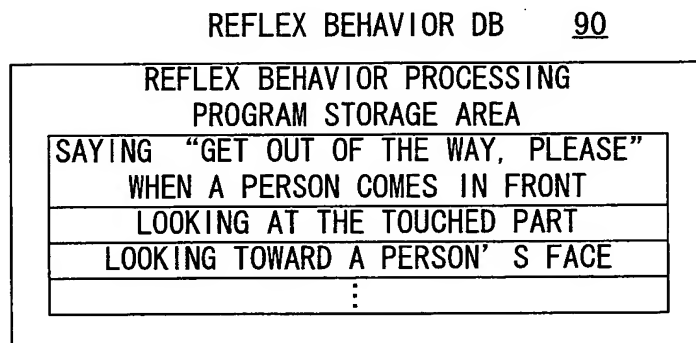 REFLEX BEHAVIOR DB 90
REFLEX BEHAVIOR PROCESSING
PROGRAM STORAGE AREA
SAYING “GET OUT OF THE WAY, PLEASE”
WHEN A PERSON COMES IN FRONT
LOOKING AT THE TOUCHED PART
LOOKING TOWARD A PERSON’ S FACE
⋮